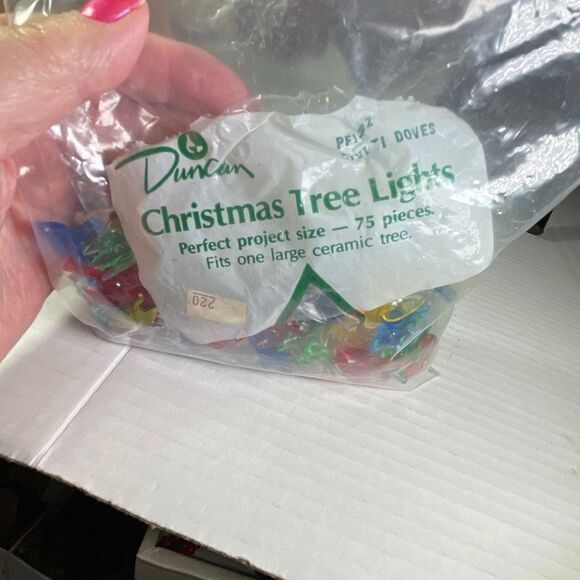 Duncan
DOVES
Christmas Tree Lights
Perfect project size — 75 pieces.
Fits one large ceramic tree.
220